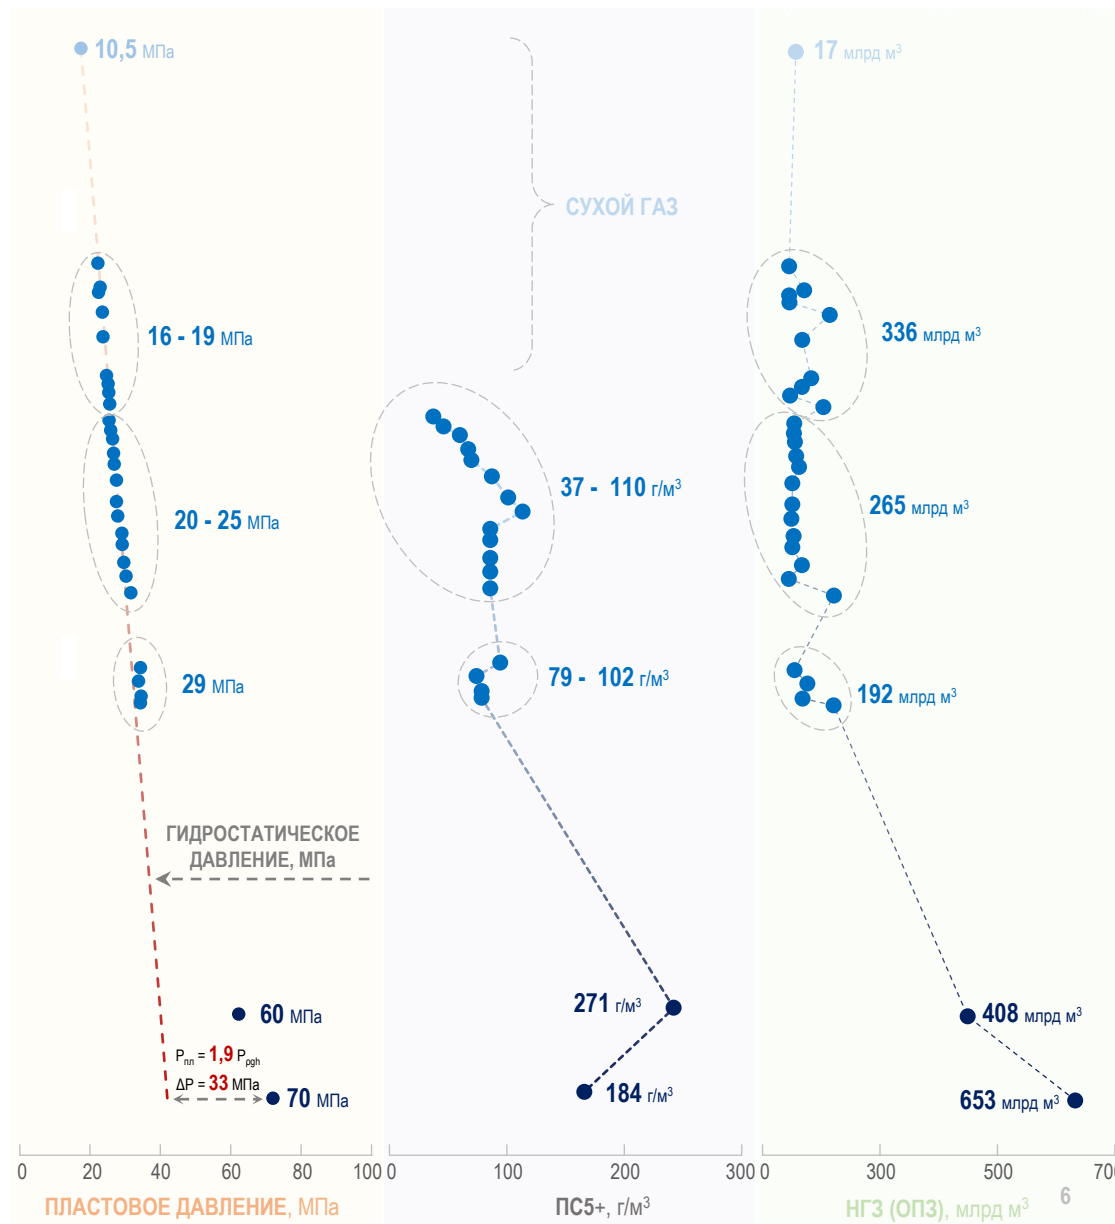 10,5 МПа
17 млрд м³
СУХОЙ ГАЗ
16 - 19 МПа
336 млрд м³
37 - 110 г/м³
20 - 25 МПа
265 млрд м³
79 - 102 г/м³
29 МПа
192 млрд м³
ГИДРОСТАТИЧЕСКОЕ
ДАВЛЕНИЕ, МПа
60 МПа
271 г/м³
408 млрд м³
Pпл = 1,9 Pρgh
ΔP = 33 МПа
70 МПа
184 г/м³
653 млрд м³
0 20 40 60 80 100
0 100 200 300
0 300 500 700
ПЛАСТОВОЕ ДАВЛЕНИЕ, МПа
ПС5+, г/м³
НГЗ (ОПЗ), млрд м³
6